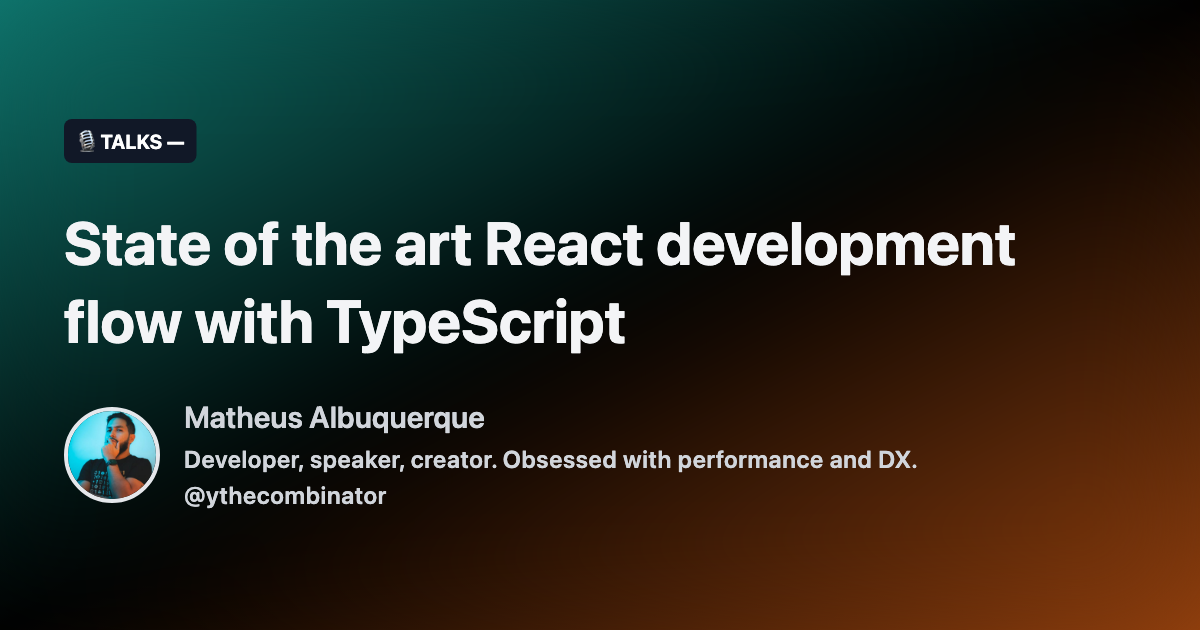 🎙 TALKS —
State of the art React development
flow with TypeScript
Matheus Albuquerque
Developer, speaker, creator. Obsessed with performance and DX.
@ythecombinator